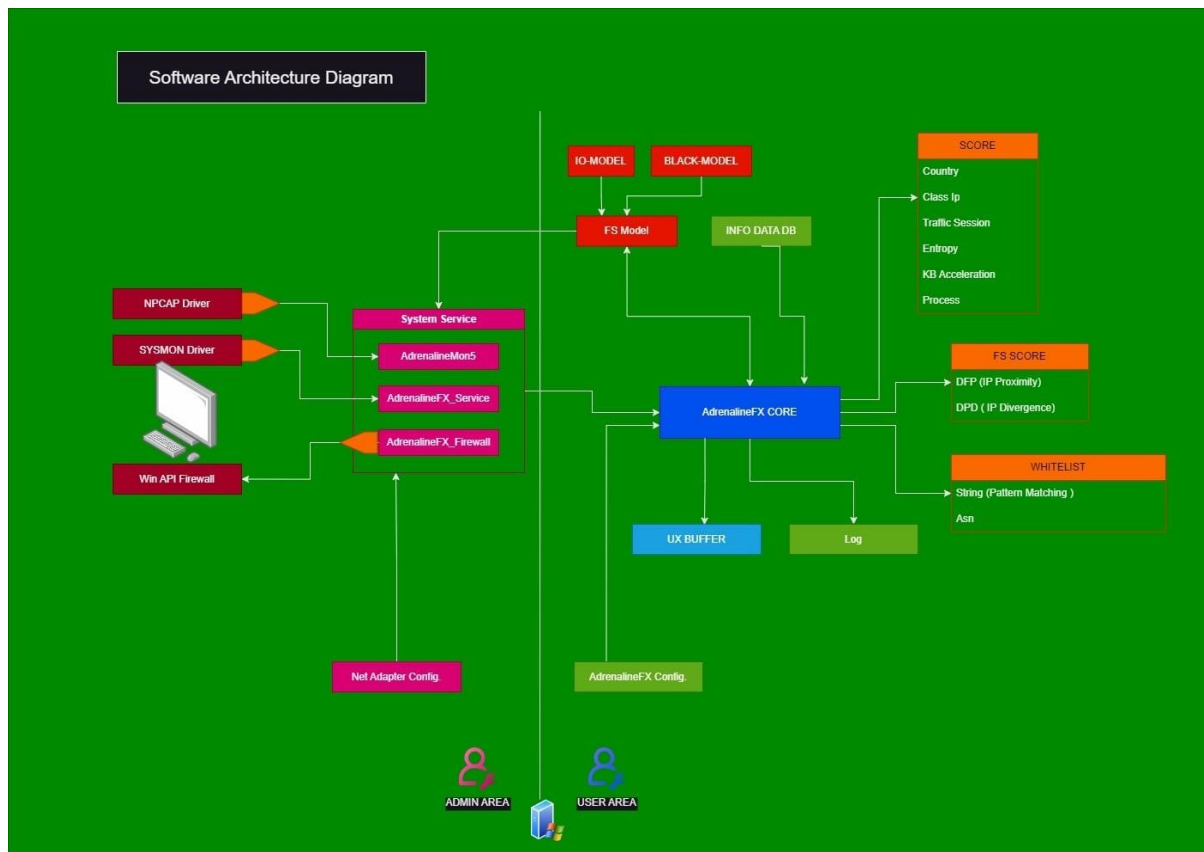 Software Architecture Diagram
IO-MODEL
BLACK-MODEL
FS Model
INFO DATA DB
SCORE
Country
Class Ip
Traffic Session
Entropy
KB Acceleration
Process
NPCAP Driver
SYSMON Driver
Win API Firewall
System Service
AdrenalineMon5
AdrenalineFX_Service
AdrenalineFX_Firewall
AdrenalineFX CORE
FS SCORE
DFP (IP Proximity)
DPD ( IP Divergence)
WHITELIST
String (Pattern Matching )
Asn
UX BUFFER
Log
Net Adapter Config.
AdrenalineFX Config.
ADMIN AREA
USER AREA